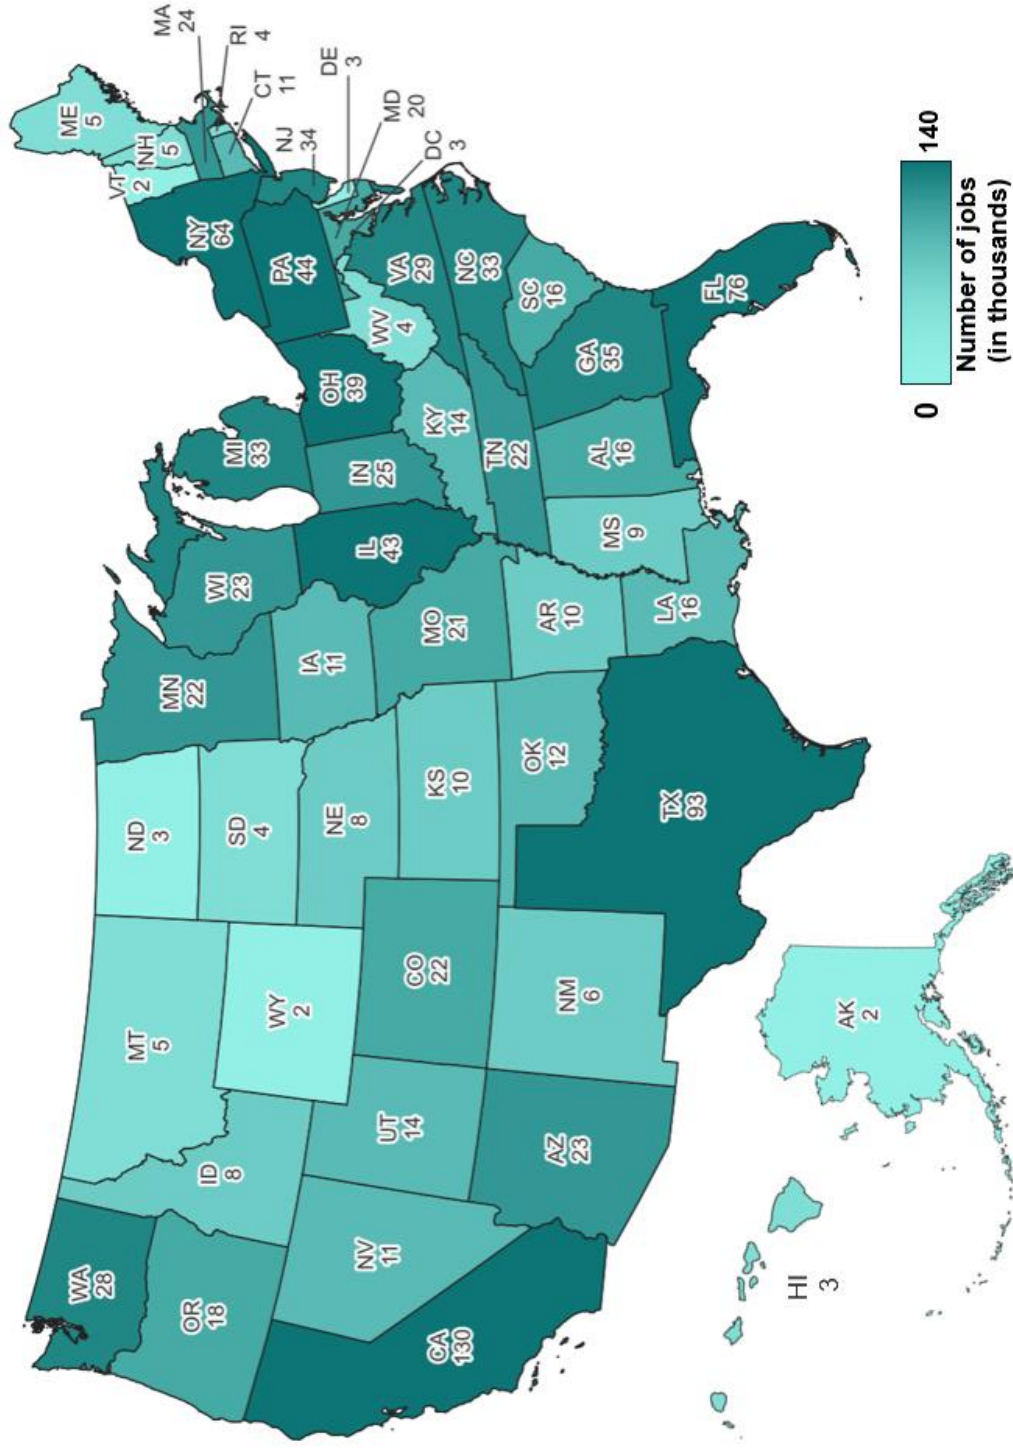 WA
28
OR
18
CA
130
NV
11
ID
8
MT
5
WY
2
UT
14
AZ
23
CO
22
NM
6
ND
3
SD
4
NE
8
KS
10
OK
12
TX
93
MN
22
IA
11
MO
21
AR
10
LA
16
WI
23
IL
43
MS
9
MI
33
IN
25
OH
39
KY
14
TN
22
AL
16
GA
35
FL
76
SC
16
NC
33
VA
29
WV
4
PA
44
NY
64
VT
2
NH
5
ME
5
MA
24
RI
4
CT
11
NJ
34
DE
3
MD
20
DC
3
AK
2
HI
3
0
140
Number of jobs
(in thousands)